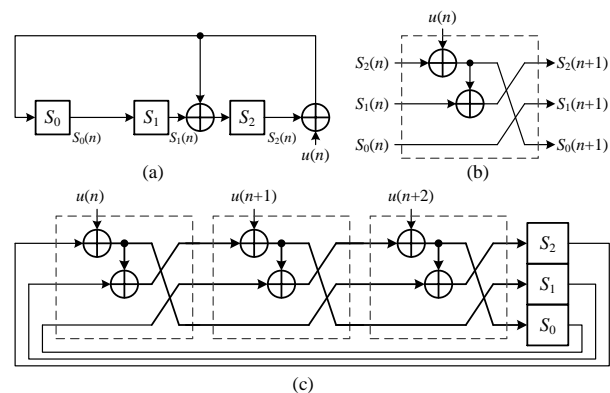 S0
S0(n)
S1
S1(n)
S2
S2(n)
u(n)
(a)
u(n)
S2(n)
S2(n+1)
S1(n)
S1(n+1)
S0(n)
S0(n+1)
(b)
u(n)
u(n+1)
u(n+2)
S2
S1
S0
(c)